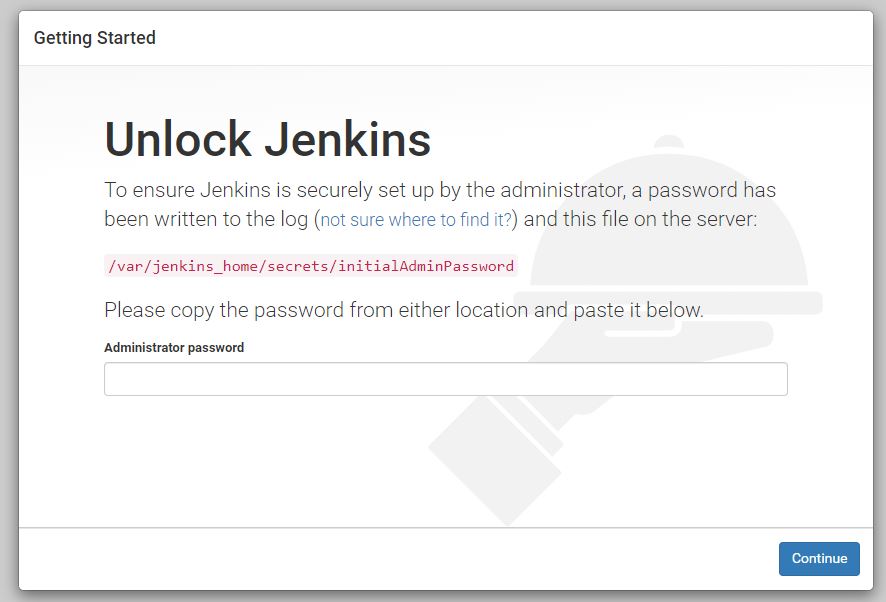 Getting Started
Unlock Jenkins
To ensure Jenkins is securely set up by the administrator, a password has
been written to the log (not sure where to find it?) and this file on the server:
/var/jenkins_home/secrets/initialAdminPassword
Please copy the password from either location and paste it below.
Administrator password
Continue